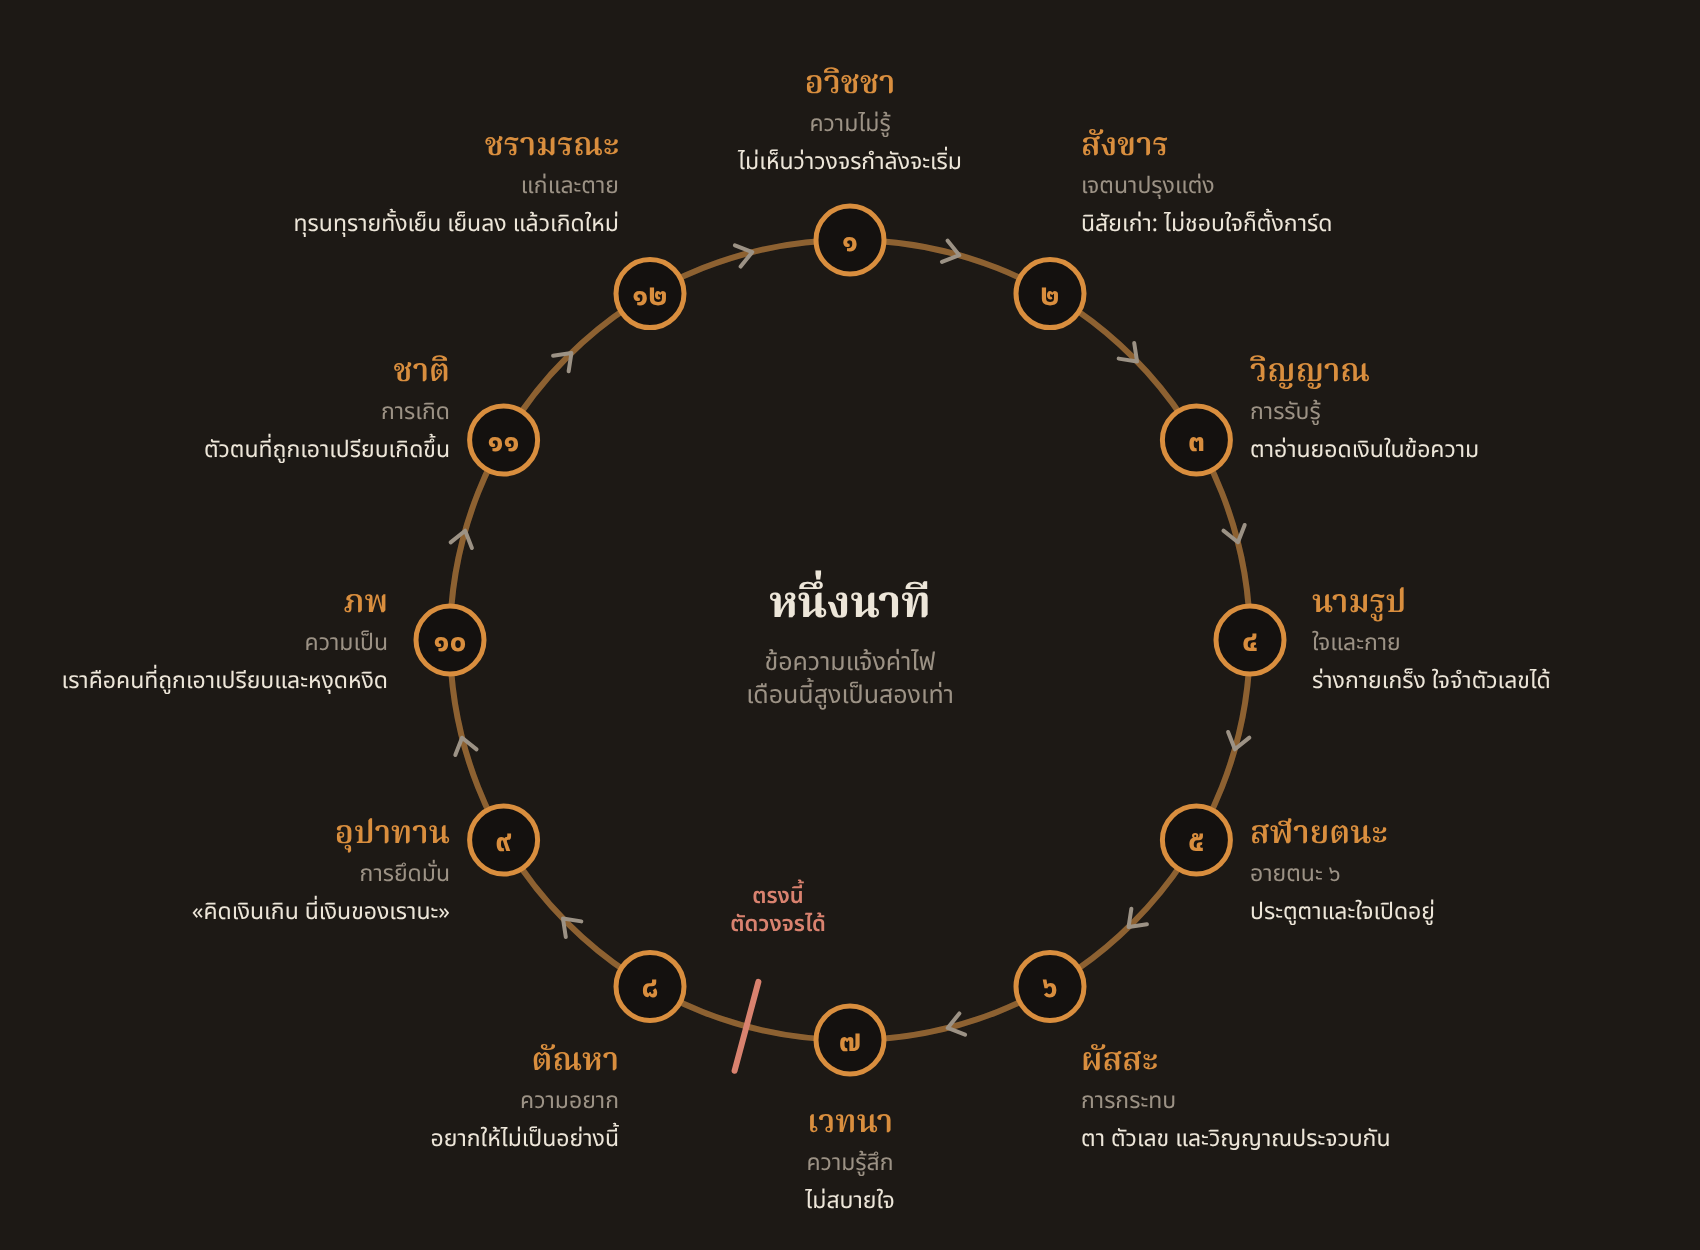 อวิชชา
ความไม่รู้
ไม่เห็นว่าวงจรกำลังจะเริ่ม
๑
สังขาร
เจตนาปรุงแต่ง
นิสัยเก่า: ไม่ชอบใจก็ตั้งการ์ด
๒
วิญญาณ
การรับรู้
ตาอ่านยอดเงินในข้อความ
๓
นามรูป
ใจและกาย
ร่างกายเกร็ง ใจจำตัวเลขได้
๔
สฬายตนะ
อายตนะ ๖
ประตูตาและใจเปิดอยู่
๕
ผัสสะ
การกระทบ
ตา ตัวเลข และวิญญาณประจวบกัน
๖
เวทนา
ความรู้สึก
ไม่สบายใจ
๗
ตรงนี้
ตัดวงจรได้
ตัณหา
ความอยาก
อยากให้ไม่เป็นอย่างนี้
๘
อุปาทาน
การยึดมั่น
«คิดเงินเกิน นี่เงินของเรานะ»
๙
ภพ
ความเป็น
เราคือคนที่ถูกเอาเปรียบและหงุดหงิด
๑๐
ชาติ
การเกิด
ตัวตนที่ถูกเอาเปรียบเกิดขึ้น
๑๑
ชรามรณะ
แก่และตาย
ทุรนทุรายทั้งเย็น เย็นลง แล้วเกิดใหม่
๑๒
หนึ่งนาที
ข้อความแจ้งค่าไฟ
เดือนนี้สูงเป็นสองเท่า